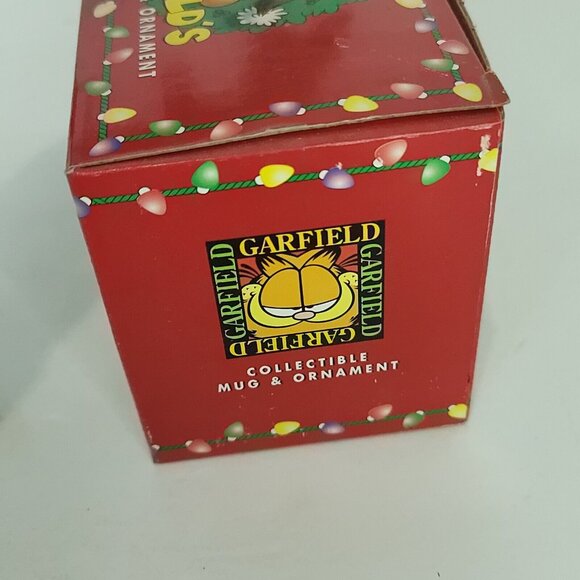 LD'S
ORNAMENT
GARFIELD
GARFIELD
GARFIELD
GARFIELD
COLLECTIBLE
MUG & ORNAMENT